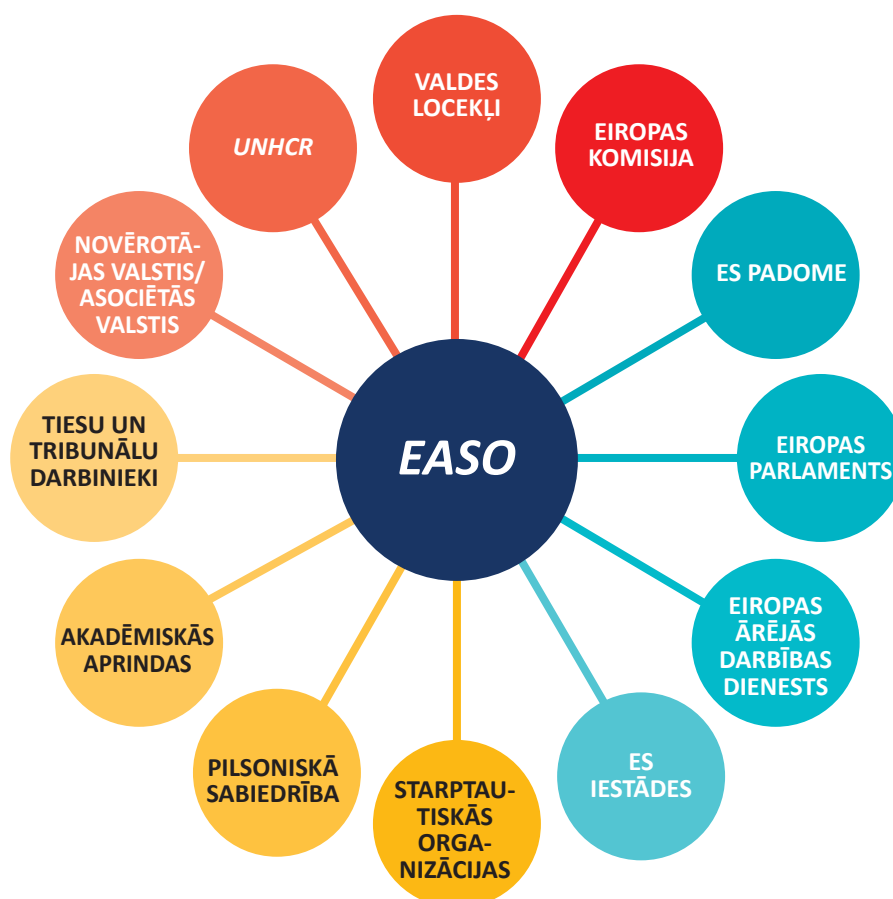 VALDES
LOCEKĻI
EIROPAS
KOMISIJA
ES PADOME
EIROPAS
PARLAMENTS
EIROPAS
ĀRĒJĀS
DARBĪBAS
DIENESTS
ES
IESTĀDES
STARPTAU-
TISKĀS
ORGA-
NIZĀCIJAS
PILSONISKĀ
SABIEDRĪBA
AKADĒMISKĀS
APRINDAS
TIESU UN
TRIBUNĀLU
DARBINIEKI
NOVĒROTĀ-
JAS VALSTIS/
ASOCIĒTĀS
VALSTIS
UNHCR
EASO